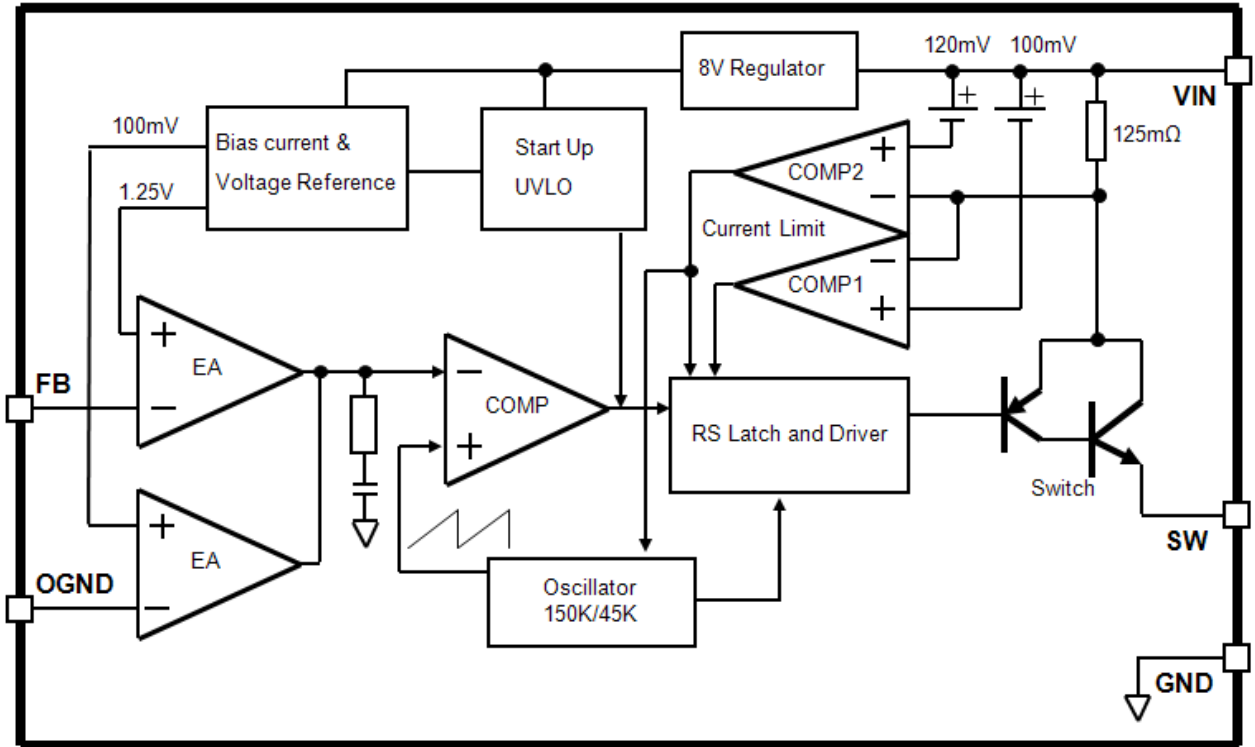 120mV 100mV
8V Regulator
VIN
100mV
Bias current &
Voltage Reference
Start Up
UVLO
125mΩ
+
+
+
COMP2
−
1.25V
Current Limit
−
COMP1
+
+
EA
−
FB
−
COMP
+
RS Latch and Driver
Switch
SW
+
EA
−
OGND
Oscillator
150K/45K
GND